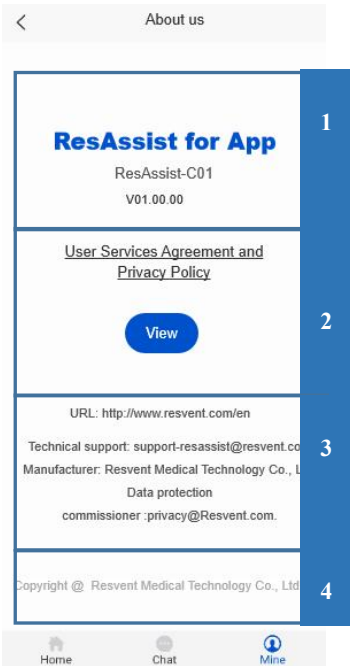 About us
ResAssist for App
1
ResAssist-C01
V01.00.00
User Services Agreement and
Privacy Policy
View
2
URL: http://www.resvent.com/en
Technical support: support-resassist@resvent.co
3
Manufacturer: Resvent Medical Technology Co., L
Data protection
commissioner :privacy@Resvent.com.
Copyright @ Resvent Medical Technology Co., Ltd
4
Home
Chat
Mine